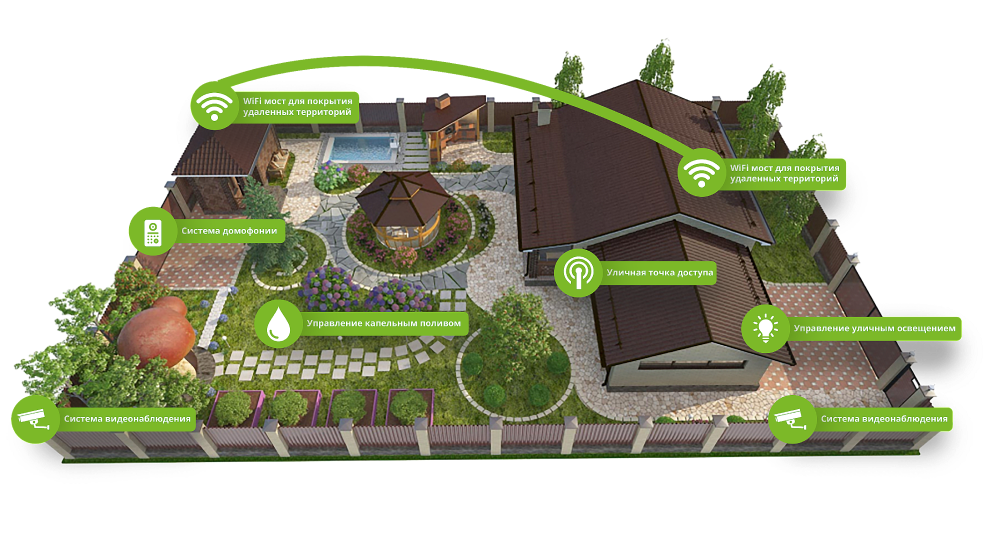 WiFi мост для покрытия
удаленных территорий
WiFi мост для покрытия
удаленных территорий
Система домофонии
Уличная точка доступа
Управление капельным поливом
Управление уличным освещением
Система видеонаблюдения
Система видеонаблюдения